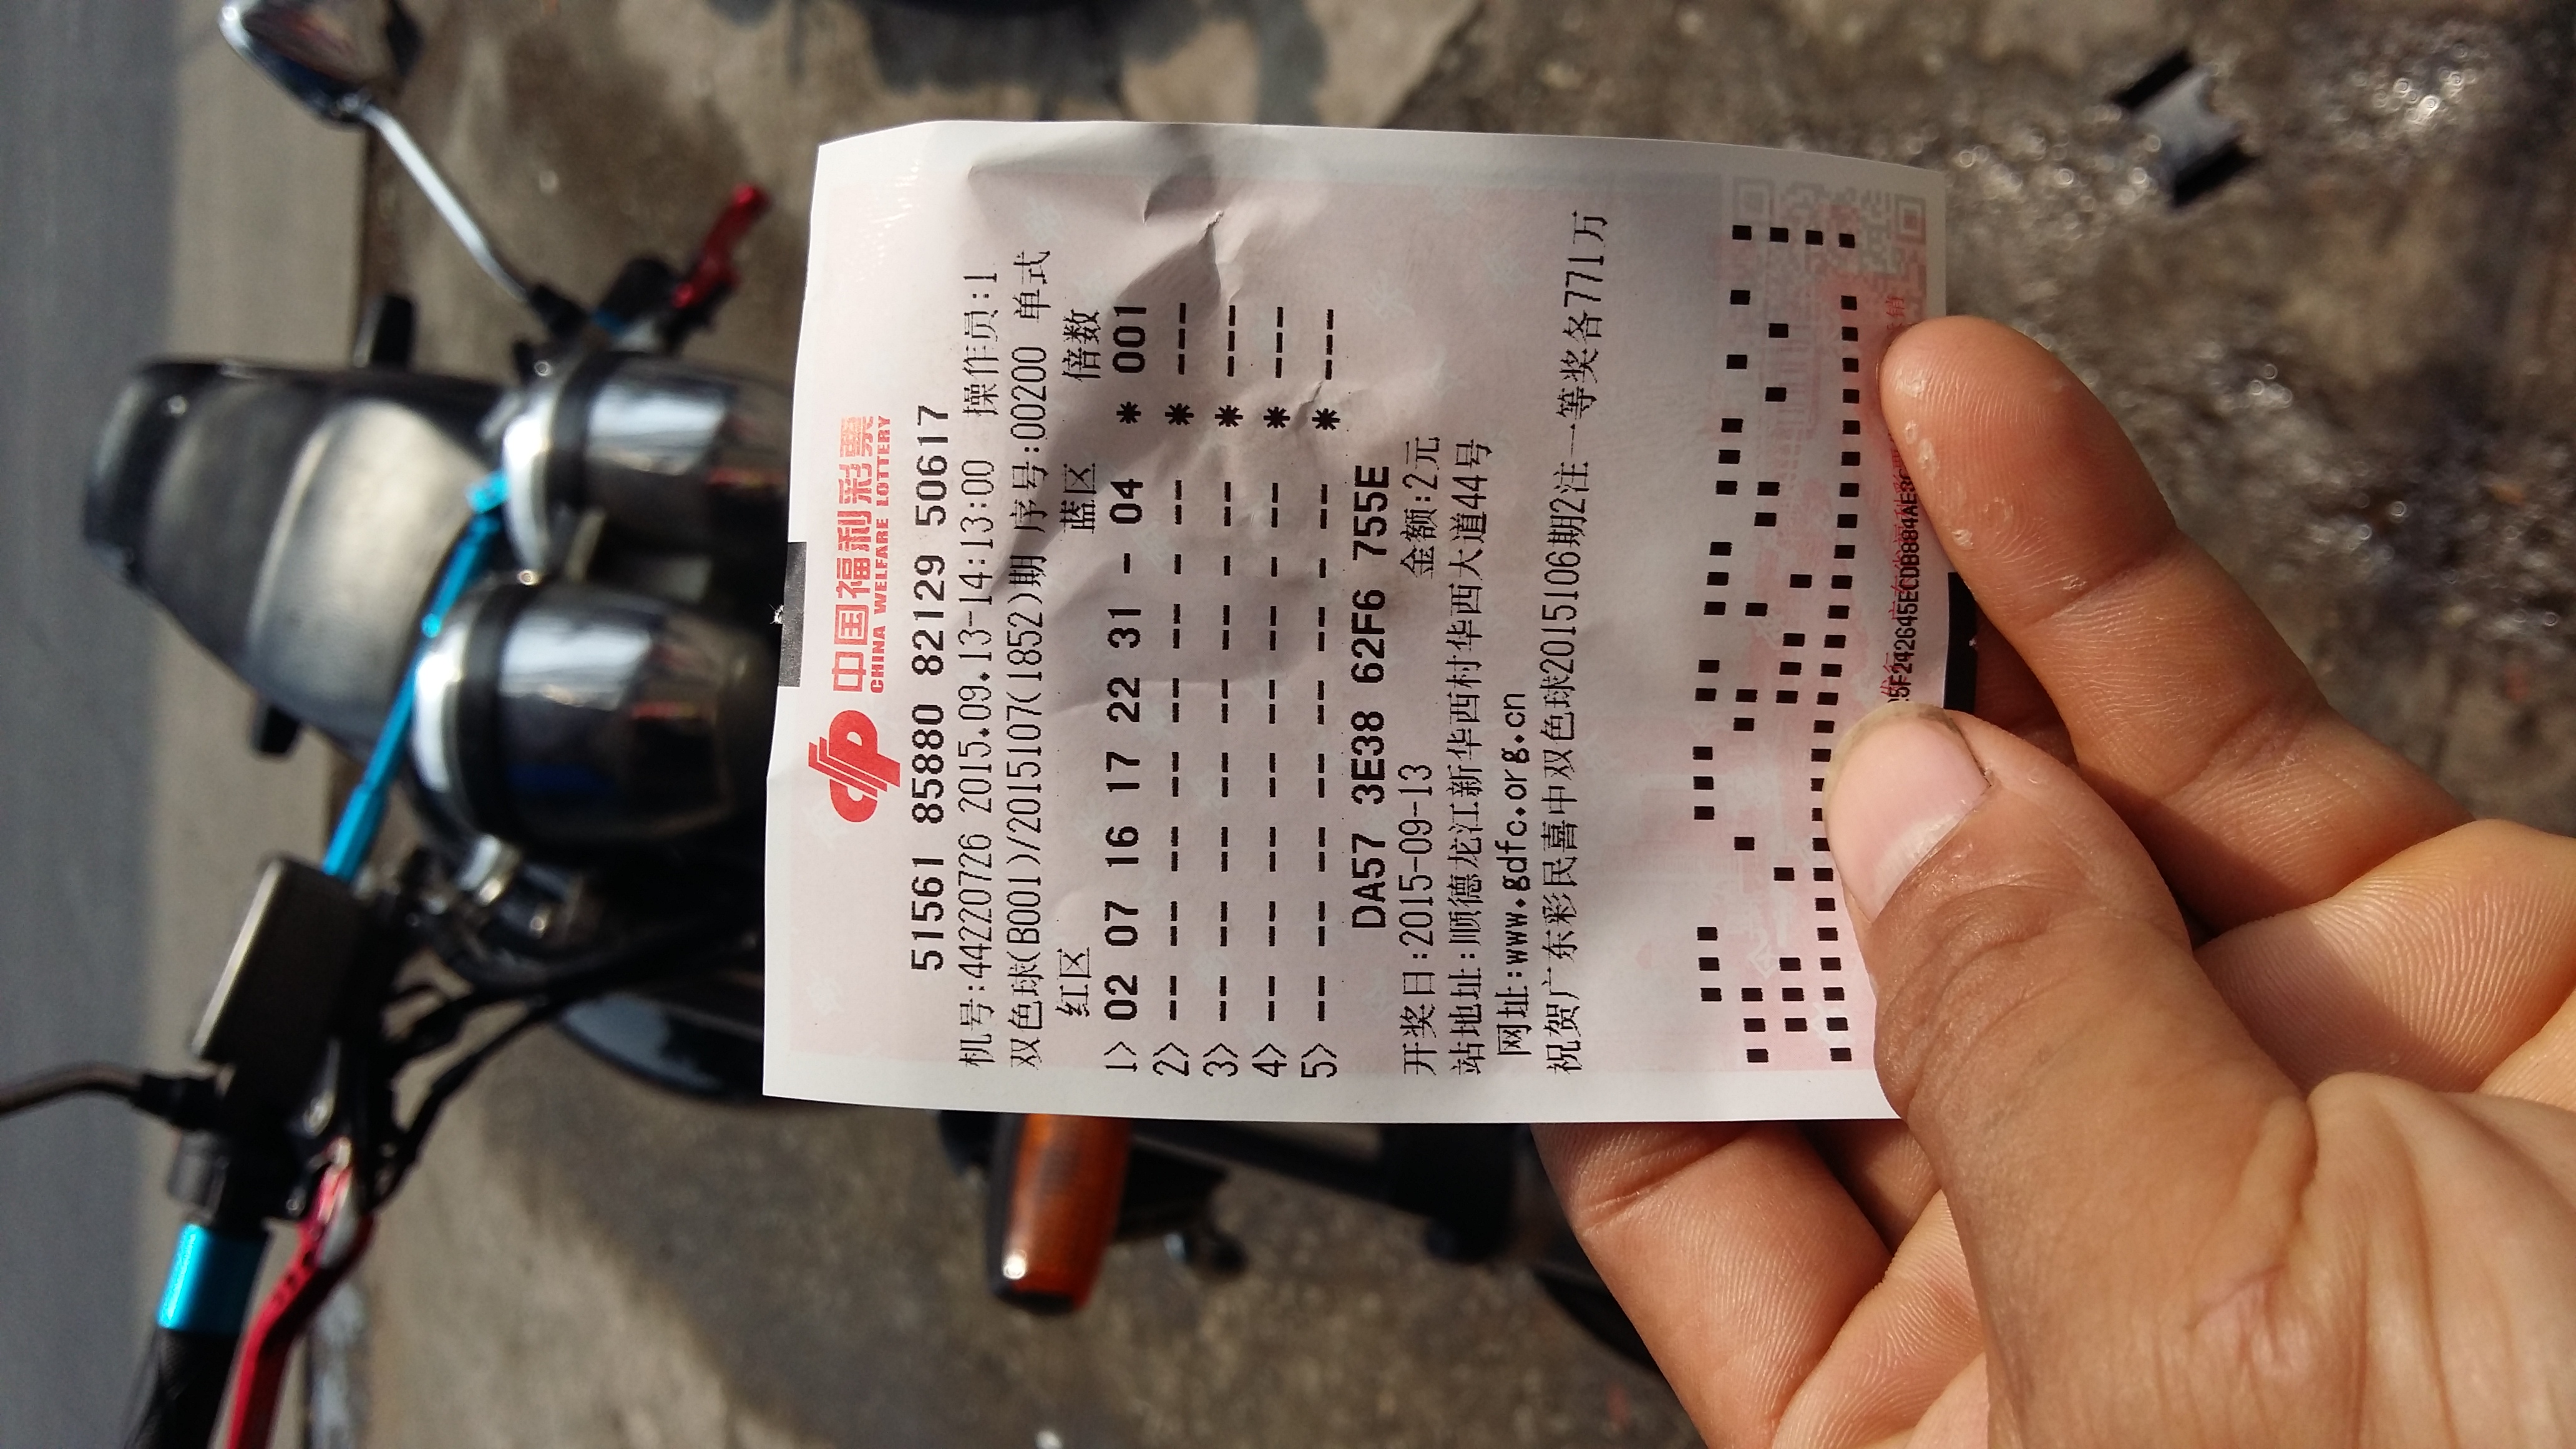 中国福利彩票
CHINA WELFARE LOTTERY
51561 85880 82129 50617
机号:44220726 2015.09.13-14:13:00 操作员:1
双色球(B001)/2015107(1852)期 序号:00200 单式
红区 蓝区 倍数
1> 02 07 16 17 22 31 - 04 * 001
2> -- -- -- -- -- -- - -- * ---
3> -- -- -- -- -- -- - -- * ---
4> -- -- -- -- -- -- - -- * ---
5> -- -- -- -- -- -- - -- * ---
DA57 3E38 62F6 755E
开奖日:2015-09-13 金额:2元
站地址:顺德龙江新华西村华西大道44号
网址:www.gdfc.org.cn
祝贺广东彩民喜中双色球2015106期2注一等奖各771万